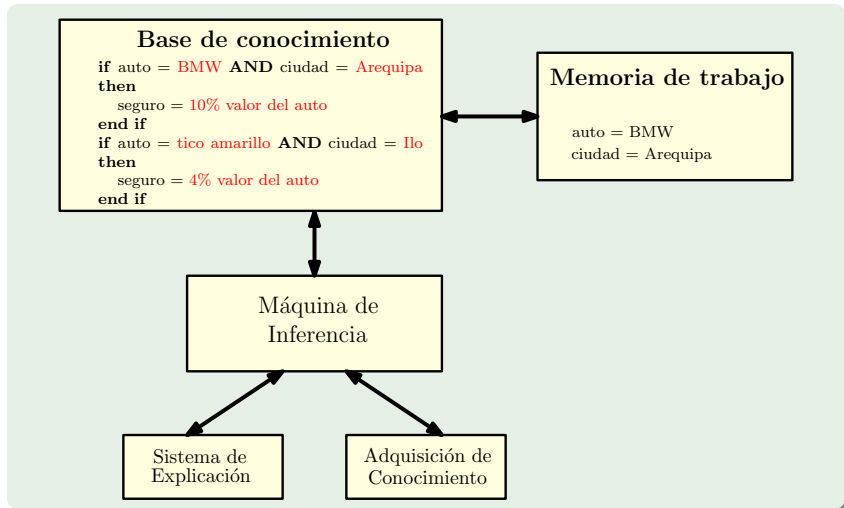 Base de conocimiento
if auto = BMW AND ciudad = Arequipa
then
seguro = 10% valor del auto
end if
if auto = tico amarillo AND ciudad = Ilo
then
seguro = 4% valor del auto
end if
Memoria de trabajo
auto = BMW
ciudad = Arequipa
Máquina de
Inferencia
Sistema de
Explicación
Adquisición de
Conocimiento